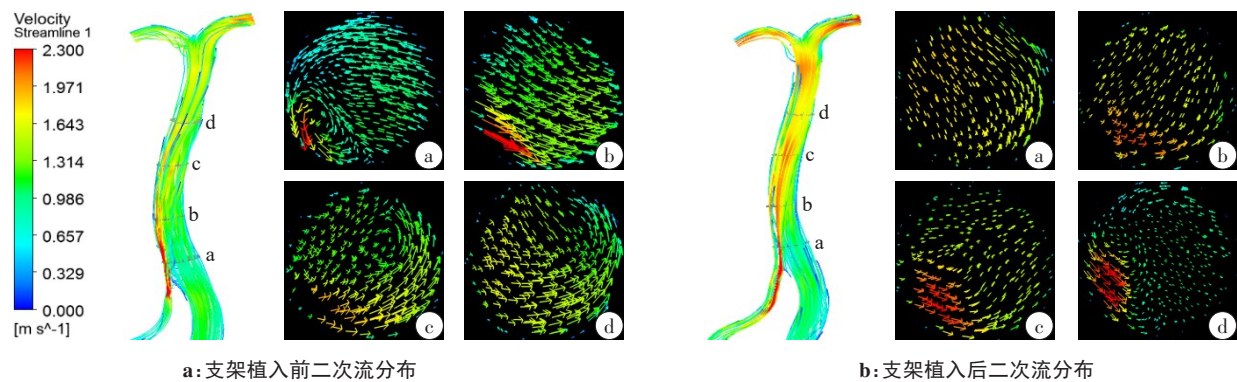 Velocity
Streamline 1
2.300
1.971
1.643
1.314
0.986
0.657
0.329
0.000
[m s^-1]
d
c
b
a
a
b
c
d
a:支架植入前二次流分布
d
c
b
a
a
b
c
d
b:支架植入后二次流分布